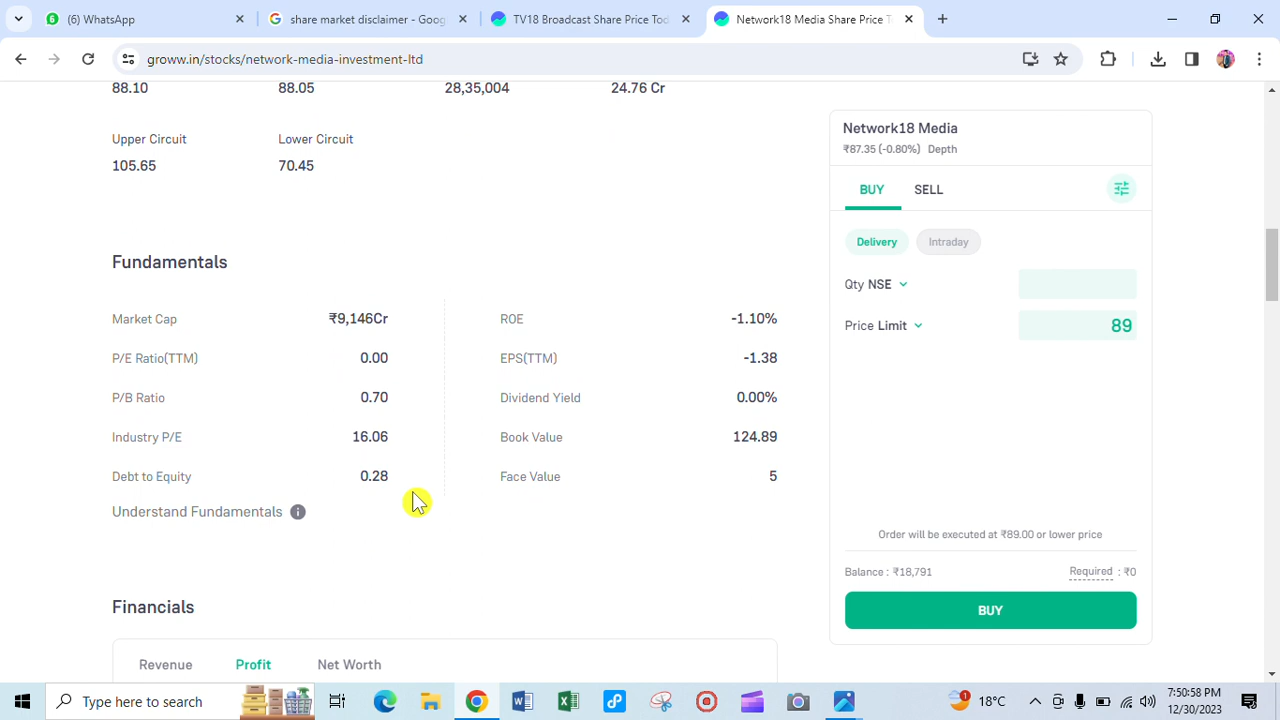 (6) WhatsApp
share market disclaimer - Goog
TV18 Broadcast Share Price Tod
Network18 Media Share Price T
groww.in/stocks/network-media-investment-ltd
88.10 88.05 28,35,004 24.76 Cr
Upper Circuit Lower Circuit
105.65 70.45
Fundamentals
Market Cap ₹9,146Cr ROE -1.10%
P/E Ratio(TTM) 0.00 EPS(TTM) -1.38
P/B Ratio 0.70 Dividend Yield 0.00%
Industry P/E 16.06 Book Value 124.89
Debt to Equity 0.28 Face Value 5
Understand Fundamentals
Financials
Revenue Profit Net Worth
Network18 Media
₹87.35 (-0.80%) Depth
BUY SELL
Delivery Intraday
Qty NSE
Price Limit 89
Order will be executed at ₹89.00 or lower price
Balance : ₹18,791 Required : ₹0
BUY
Type here to search
1 18°C
7:50:58 PM
12/30/2023